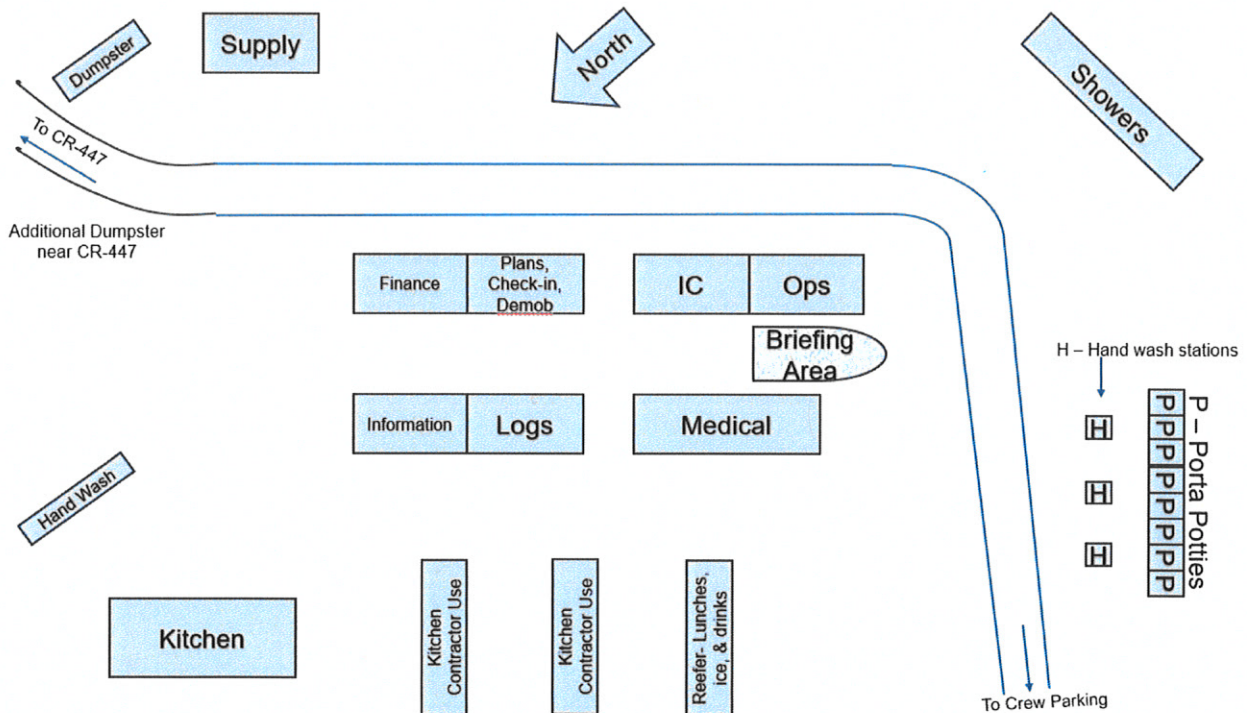 Dumpster
Supply
North
Showers
To CR-447
Additional Dumpster
near CR-447
Finance
Plans,
Check-in,
Demob
IC
Ops
Briefing
Area
H – Hand wash stations
Information
Logs
Medical
H
H
H
P
P
P
P
P
P
P
P
P – Porta Potties
Hand Wash
Kitchen
Kitchen
Contractor Use
Kitchen
Contractor Use
Reefer- Lunches,
ice, & drinks
To Crew Parking